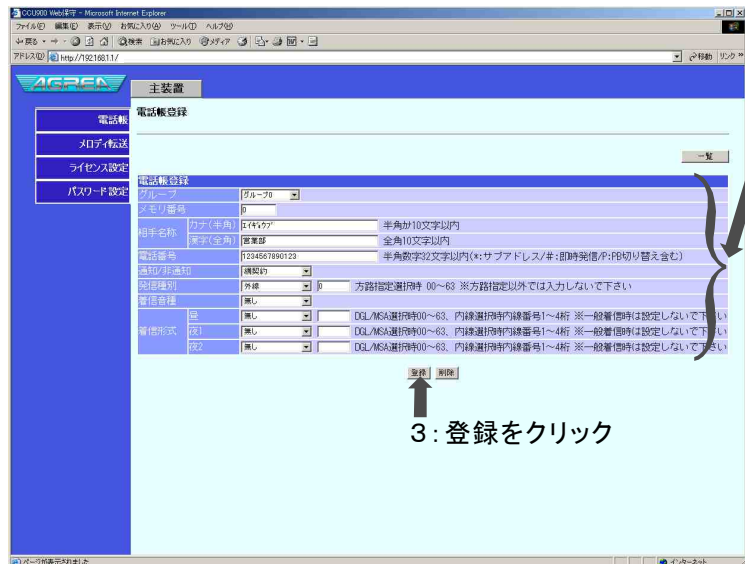 CCU900 Web保守 - Microsoft Internet Explorer
ファイル(F) 編集(E) 表示(V) お気に入り(A) ツール(T) ヘルプ(H)
戻る 検索 お気に入り メディア
アドレス(D) http://192.168.1.1/ 移動 リンク
AGREA 主装置
電話帳
メロディ転送
ライセンス設定
パスワード設定
電話帳登録
一覧
電話帳登録
グループ グループ0
メモリ番号 0
相手名称 カナ(半角) ｴｲｷﾞｮｳﾌﾞ 半角カナ10文字以内
漢字(全角) 営業部 全角10文字以内
電話番号 1234567890123 半角数字32文字以内(*:サブアドレス/#:即時発信/P:PB切り替え含む)
通知/非通知 網契約
発信種別 外線 0 方路指定選択時 00～63 ※方路指定以外では入力しないで下さい
着信音種 無し
着信形式 昼 無し DGL/MSA選択時00～63、内線選択時内線番号1～4桁 ※一般着信時は設定しないで下さい
夜1 無し DGL/MSA選択時00～63、内線選択時内線番号1～4桁 ※一般着信時は設定しないで下さい
夜2 無し DGL/MSA選択時00～63、内線選択時内線番号1～4桁 ※一般着信時は設定しないで下さい
登録 削除
3：登録をクリック
ページが表示されました インターネット